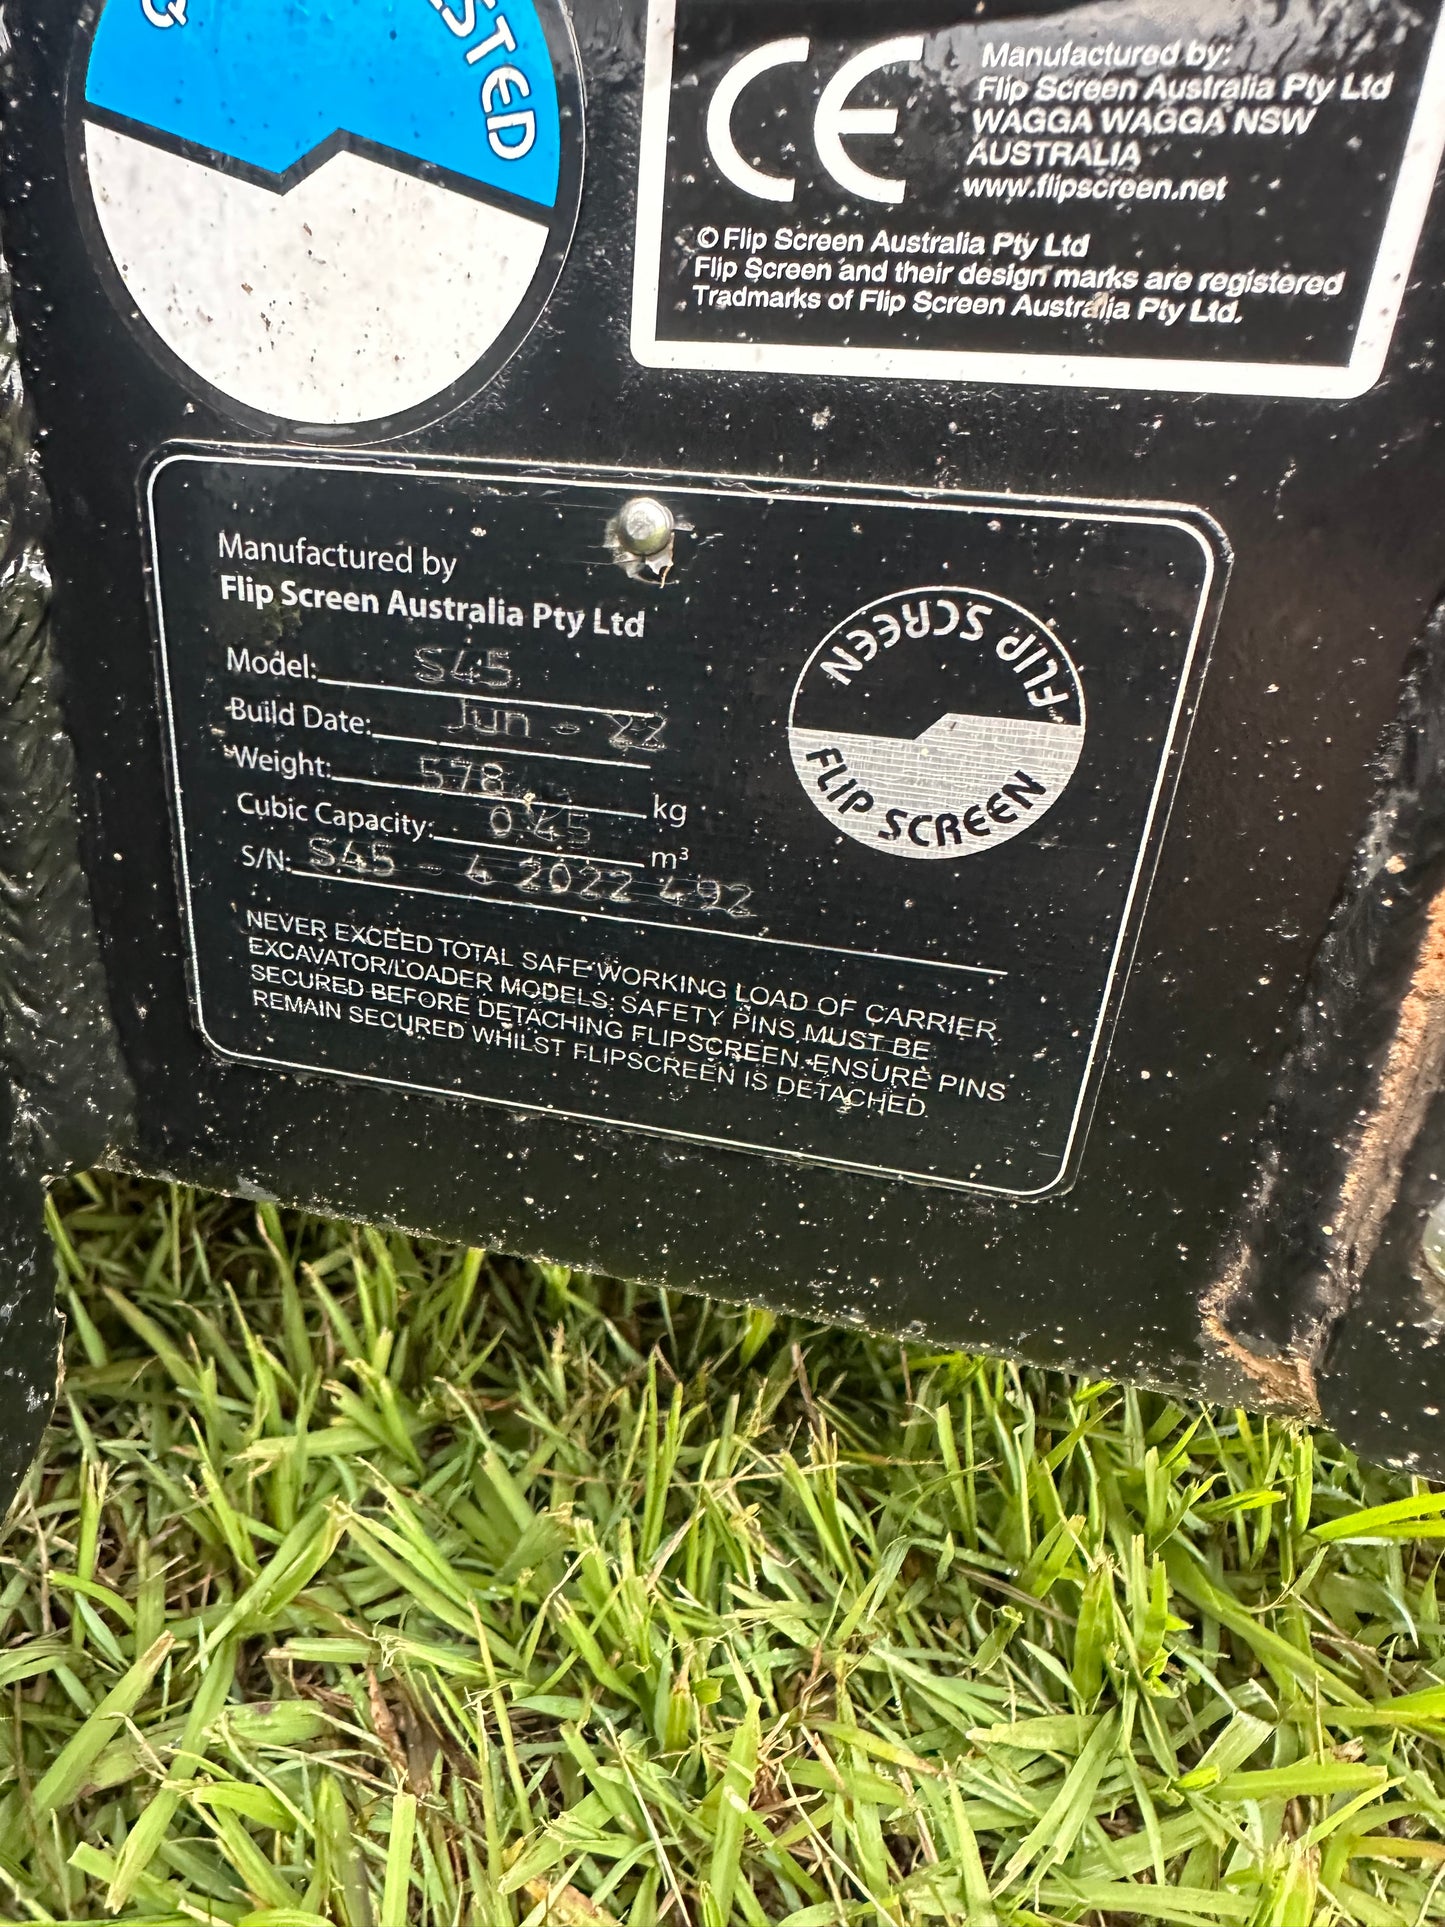 STED
CE
Manufactured by:
Flip Screen Australia Pty Ltd
WAGGA WAGGA NSW
AUSTRALIA
www.flipscreen.net
© Flip Screen Australia Pty Ltd
Flip Screen and their design marks are registered
Tradmarks of Flip Screen Australia Pty Ltd.
Manufactured by
Flip Screen Australia Pty Ltd
Model: S45
Build Date: Jun - 22
Weight: 578 kg
Cubic Capacity: 0.45 m³
S/N: S45 - 4 2022 492
FLIP SCREEN
FLIP SCREEN
NEVER EXCEED TOTAL SAFE WORKING LOAD OF CARRIER
EXCAVATOR/LOADER MODELS: SAFETY PINS MUST BE
SECURED BEFORE DETACHING FLIPSCREEN. ENSURE PINS
REMAIN SECURED WHILST FLIPSCREEN IS DETACHED